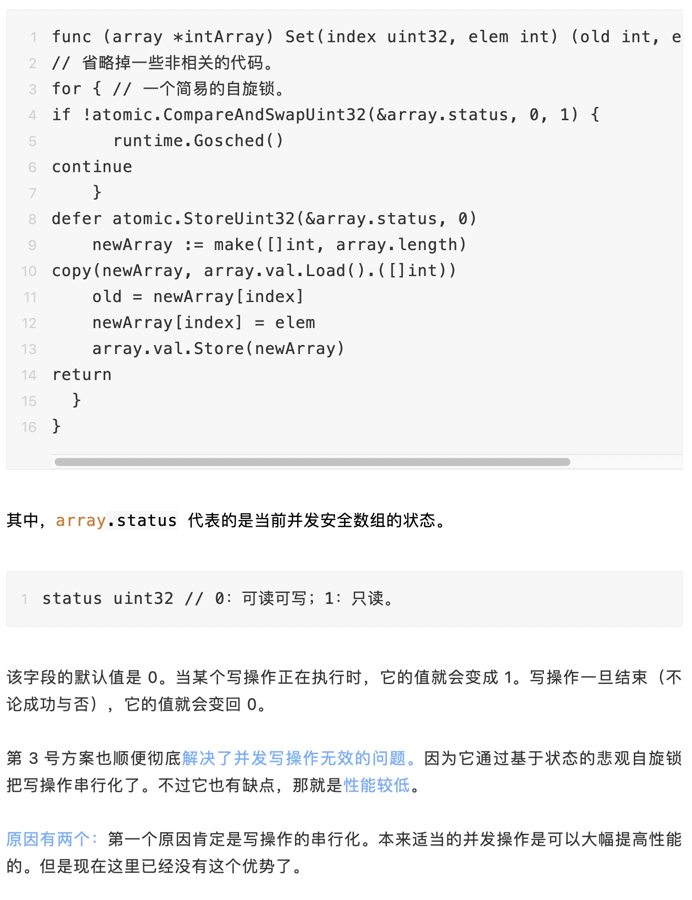 1 func (array *intArray) Set(index uint32, elem int) (old int, e
2 // 省略掉一些非相关的代码。
3 for { // 一个简易的自旋锁。
4 if !atomic.CompareAndSwapUint32(&array.status, 0, 1) {
5 runtime.Gosched()
6 continue
7 }
8 defer atomic.StoreUint32(&array.status, 0)
9 newArray := make([]int, array.length)
10 copy(newArray, array.val.Load().([]int))
11 old = newArray[index]
12 newArray[index] = elem
13 array.val.Store(newArray)
14 return
15 }
16 }
其中，array.status 代表的是当前并发安全数组的状态。
1 status uint32 // 0：可读可写；1：只读。
该字段的默认值是 0。当某个写操作正在执行时，它的值就会变成 1。写操作一旦结束（不
论成功与否），它的值就会变回 0。
第 3 号方案也顺便彻底解决了并发写操作无效的问题。因为它通过基于状态的悲观自旋锁
把写操作串行化了。不过它也有缺点，那就是性能较低。
原因有两个：第一个原因肯定是写操作的串行化。本来适当的并发操作是可以大幅提高性能
的。但是现在这里已经没有这个优势了。